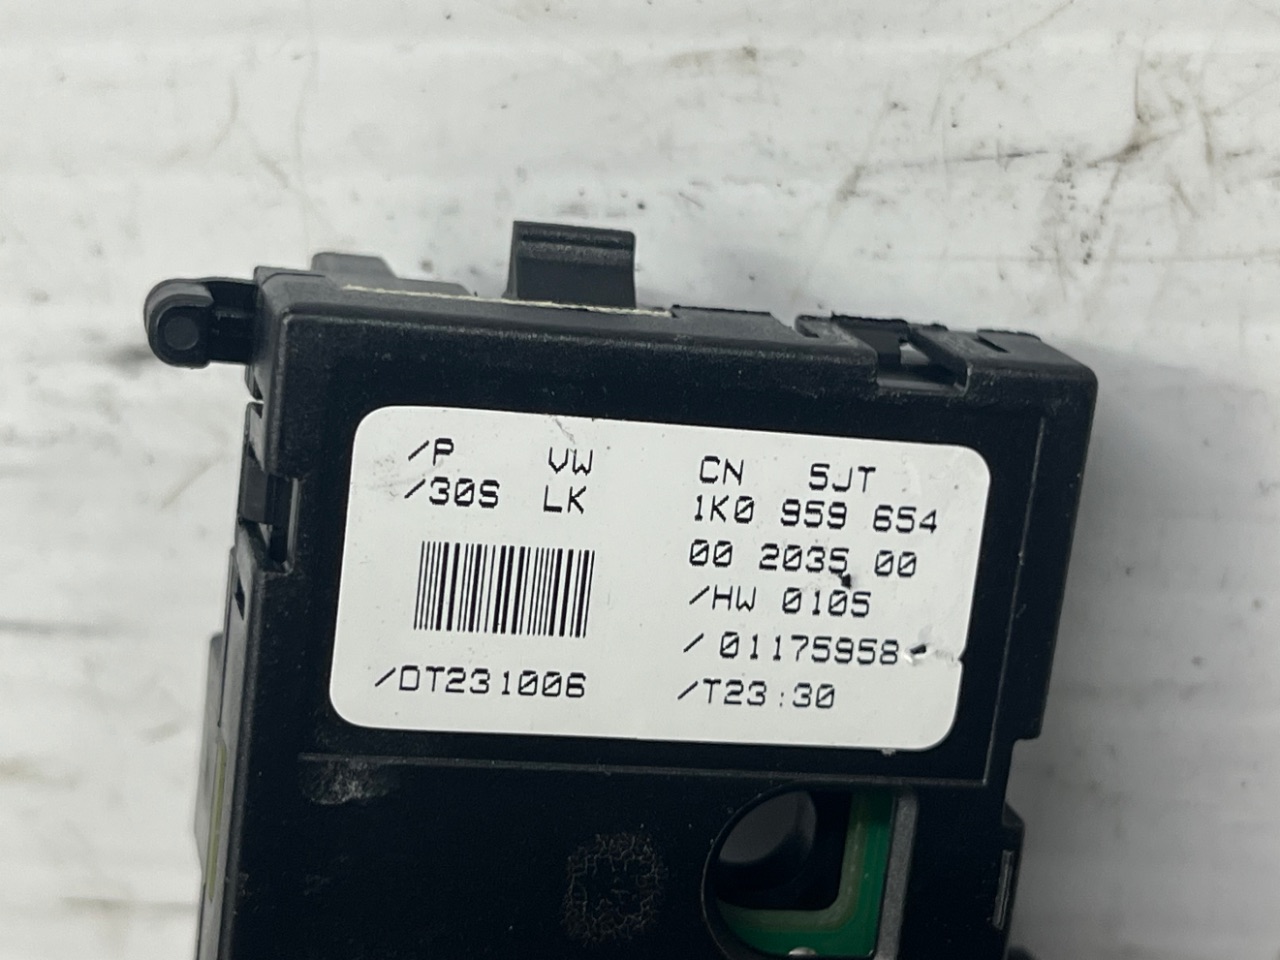 /P VW CN 5JT
/30S LK 1K0 959 654
00 2035 00
/HW 0105
/01175958
/DT231006 /T23:30